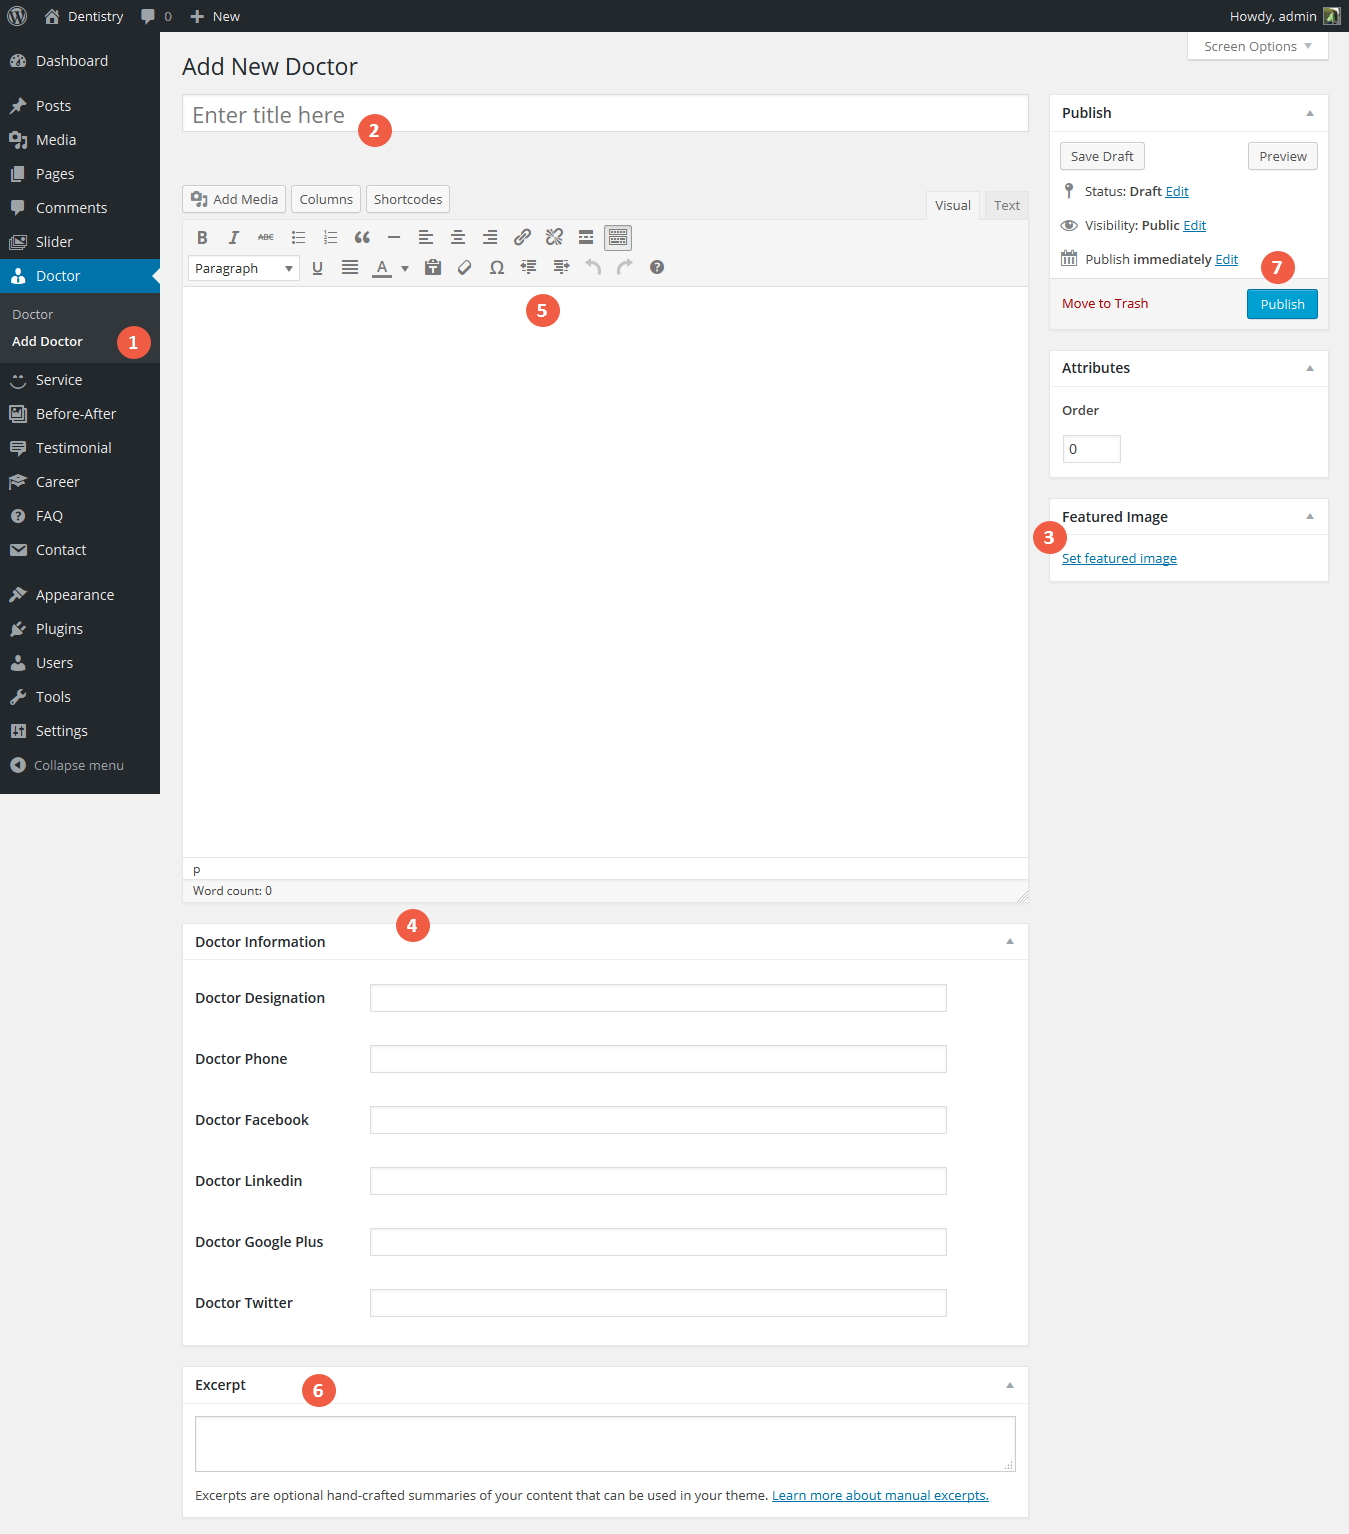 Dentistry 0 New Howdy, admin
Screen Options
Dashboard
Posts
Media
Pages
Comments
Slider
Doctor
Doctor
Add Doctor 1
Service
Before-After
Testimonial
Career
FAQ
Contact
Appearance
Plugins
Users
Tools
Settings
Collapse menu
Add New Doctor
Enter title here 2
Add Media Columns Shortcodes Visual Text
B I ABC
Paragraph U A Ω
5
p
Word count: 0
4
Doctor Information
Doctor Designation
Doctor Phone
Doctor Facebook
Doctor Linkedin
Doctor Google Plus
Doctor Twitter
Excerpt 6
Excerpts are optional hand-crafted summaries of your content that can be used in your theme. Learn more about manual excerpts.
Publish
Save Draft Preview
Status: Draft Edit
Visibility: Public Edit
Publish immediately Edit 7
Move to Trash Publish
Attributes
Order
0
Featured Image
3
Set featured image